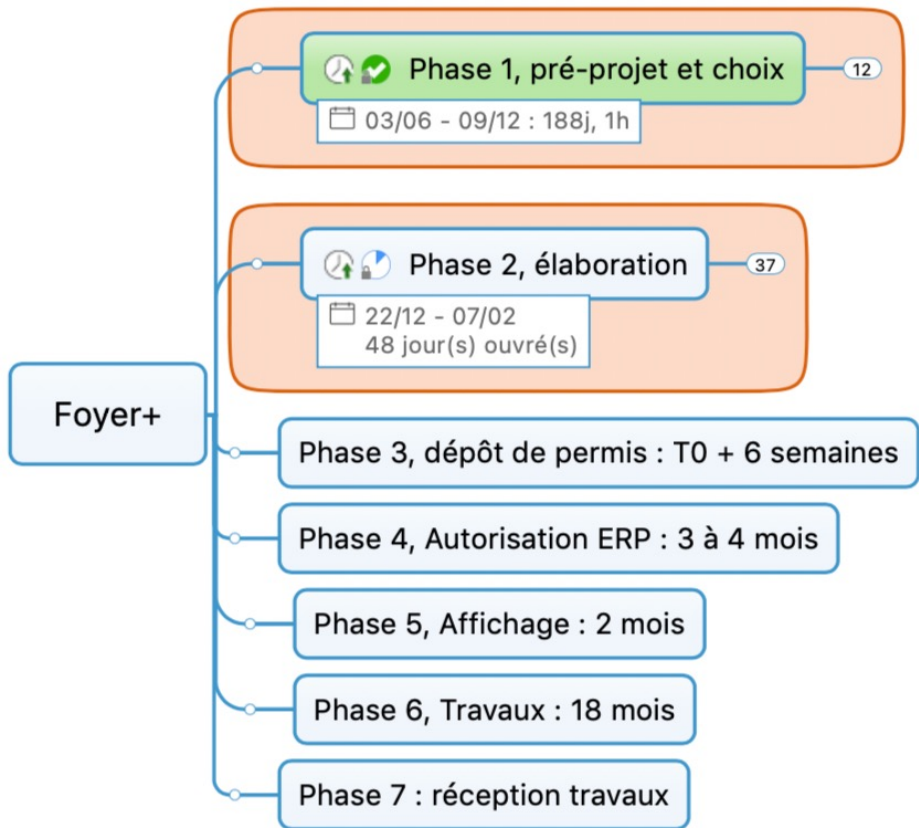 Phase 1, pré-projet et choix
12
03/06 - 09/12 : 188j, 1h
Phase 2, élaboration
37
22/12 - 07/02
48 jour(s) ouvré(s)
Foyer+
Phase 3, dépôt de permis : T0 + 6 semaines
Phase 4, Autorisation ERP : 3 à 4 mois
Phase 5, Affichage : 2 mois
Phase 6, Travaux : 18 mois
Phase 7 : réception travaux